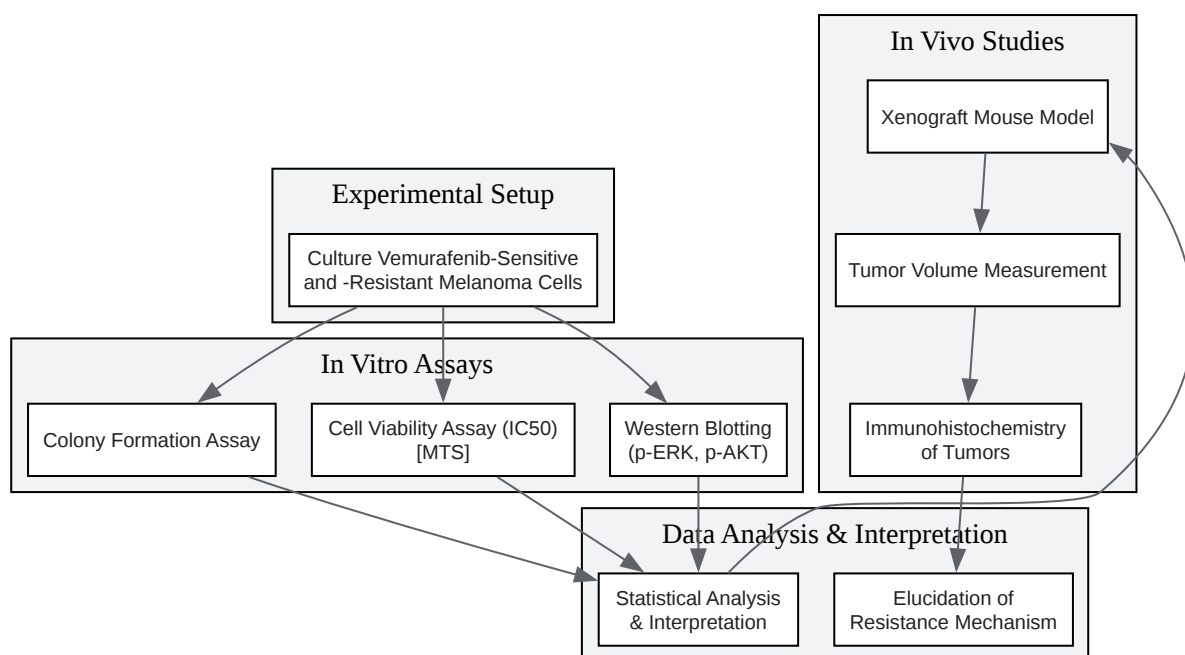 In Vivo Studies
Xenograft Mouse Model
Experimental Setup
Culture Vemurafenib-Sensitive
and -Resistant Melanoma Cells
Tumor Volume Measurement
In Vitro Assays
Colony Formation Assay
Cell Viability Assay (IC50)
[MTS]
Western Blotting
(p-ERK, p-AKT)
Immunohistochemistry
of Tumors
Data Analysis & Interpretation
Statistical Analysis
& Interpretation
Elucidation of
Resistance Mechanism